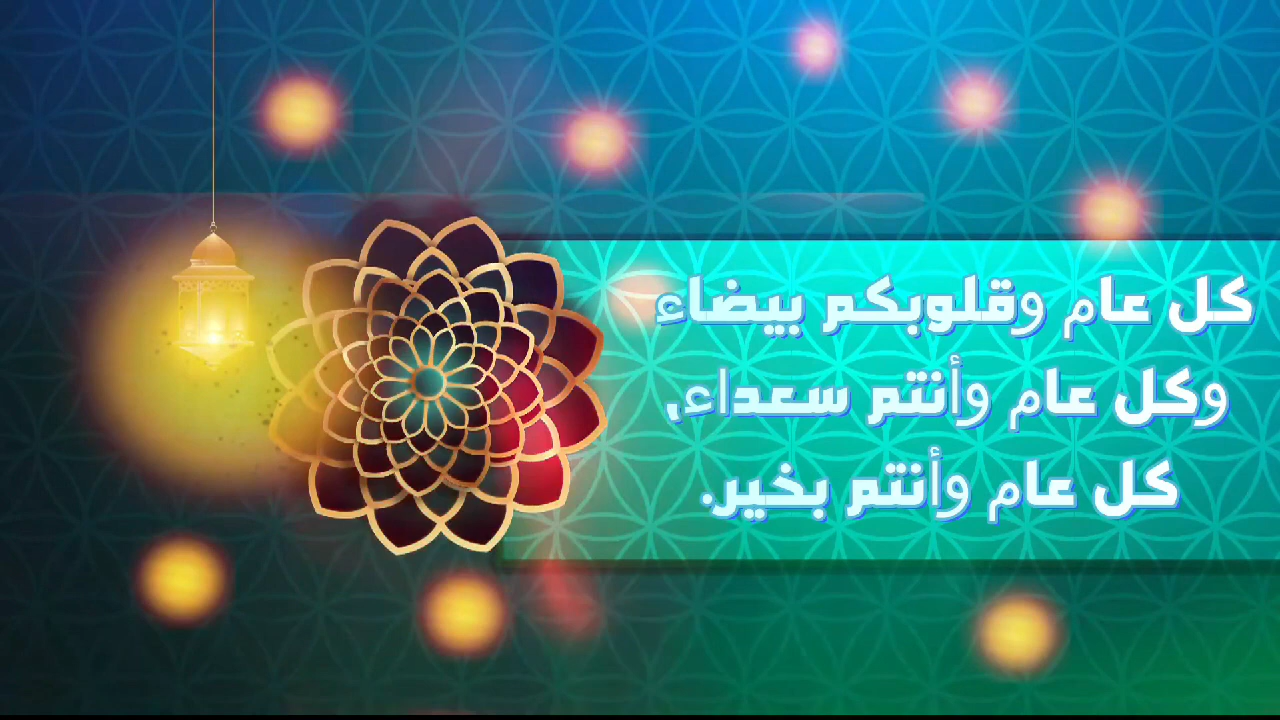 كل عام وقلوبكم بيضاء
وكل عام وأنتم سعداء,
كل عام وأنتم بخير.